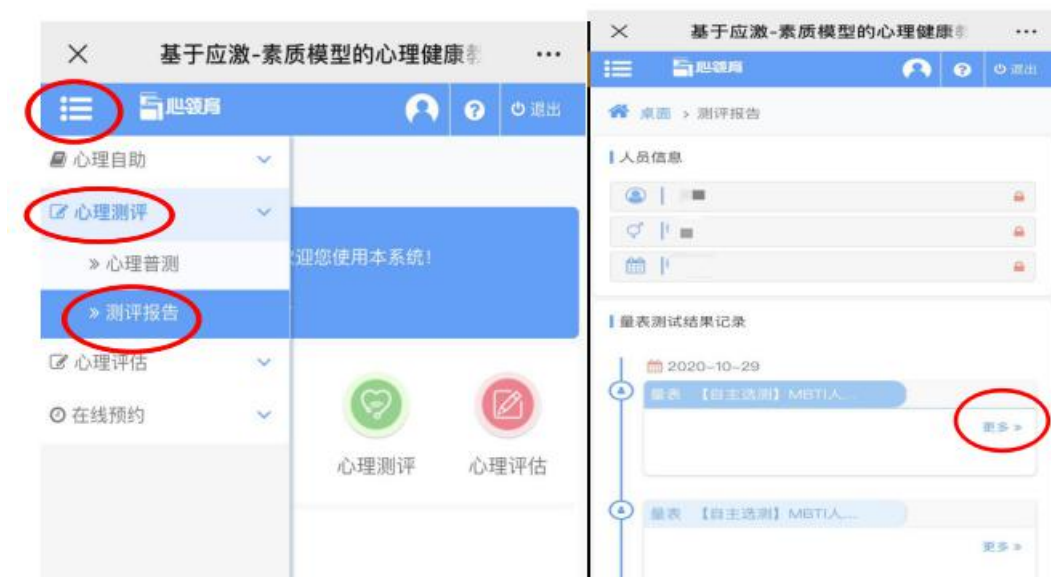 基于应激-素质模型的心理健康教
心领航
退出
心理自助
心理测评
» 心理普测
» 测评报告
心理评估
在线预约
迎您使用本系统!
心理测评
心理评估
基于应激-素质模型的心理健康
退出
桌面 > 测评报告
人员信息
量表测试结果记录
2020-10-29
量表 【自主选测】MBTI人...
更多 »
量表 【自主选测】MBTI人...
更多 »